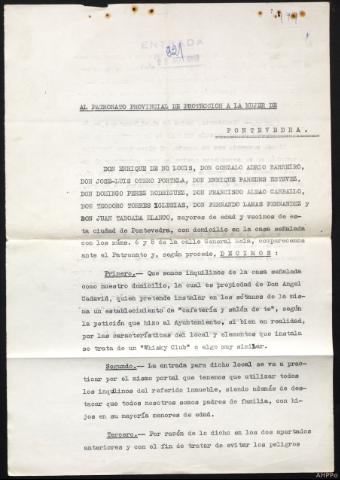 ENTRADA
AL PATRONATO PROVINCIAL DE PROTECCION A LA MUJER DE
PONTEVEDRA.
DON ENRIQUE DE NO LOUIS, DON GONZALO ADRIO BARREIRO,
DON JOSE-LUIS OTERO PORTELA, DON ENRIQUE PAREDES ESTEVEZ,
DON DOMINGO PEREZ RODRIGUEZ, DON FRANCISCO ALBAO CARBALLO,
DON TEODORO TORRES IGLESIAS, DON FERNANDO LAMAS FERNANDEZ y
DON JUAN TABOADA BLANCO, mayores de edad y vecinos de es-
ta ciudad de Pontevedra, con domicilio en la casa señalada
con los núms. 6 y 8 de la calle General Mola, comparecemos
ante el Patronato y, según procede, DECIMOS :
Primero.-- Que somos inquilinos de la casa señalada
como nuestro domicilio, la cual es propiedad de Don Angel
Cadavid, quien pretende instalar en los sótanos de la mis-
ma un establecimiento de "cafetería y salón de te", según
la petición que hizo al Ayuntamiento, si bien en realidad,
por las características del local y elementos que instala
se trata de un "Whisky Club" o algo muy similar.
Segundo.-- La entrada para dicho local se va a prac-
ticar por el mismo portal que tenemos que utilizar todos
los inquilinos del referido inmueble, siendo además de des-
tacar que todos nosotros somos padres de familia, con hi-
jos en su mayoría menores de edad.
Tercero.-- Por razón de lo dicho en los dos apartados
anteriores y con el fin de tratar de evitar los peligros
AHPPo